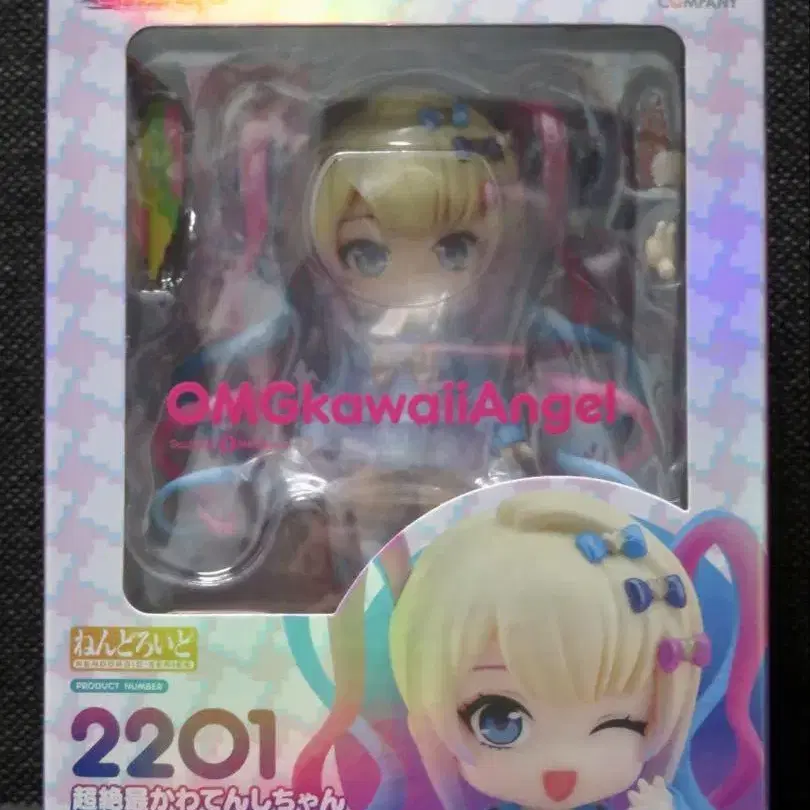 COMPANY
OMGkawaiiAngel
ねんどろいど
NENDOROID SERIES
PRODUCT NUMBER
2201
超絶最かわてんしちゃん